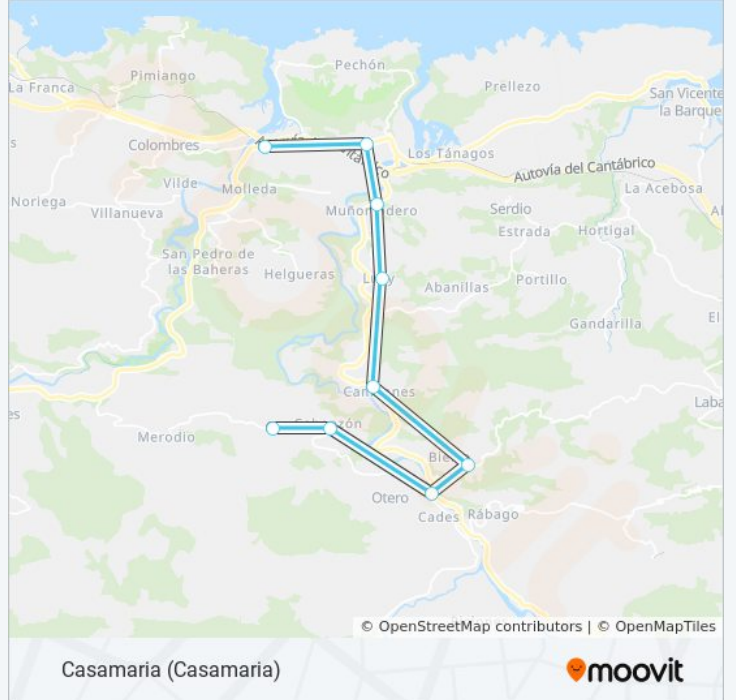 Pechón
Pimiango
La Franca
Prellezo
San Vicente
la Barque
Colombres
Los Tánagos
Autovía del Cantábrico
Vilde
Molleda
La Acebosa
Noriega
Villanueva
Serdio
Estrada
Hortigal
San Pedro de
las Baheras
Helgueras
Abanillas
Portillo
Gandarilla
El
Laba
es
Merodio
Otero
Cades
Rábago
© OpenStreetMap contributors | © OpenMapTiles
Casamaria (Casamaria)
moovit